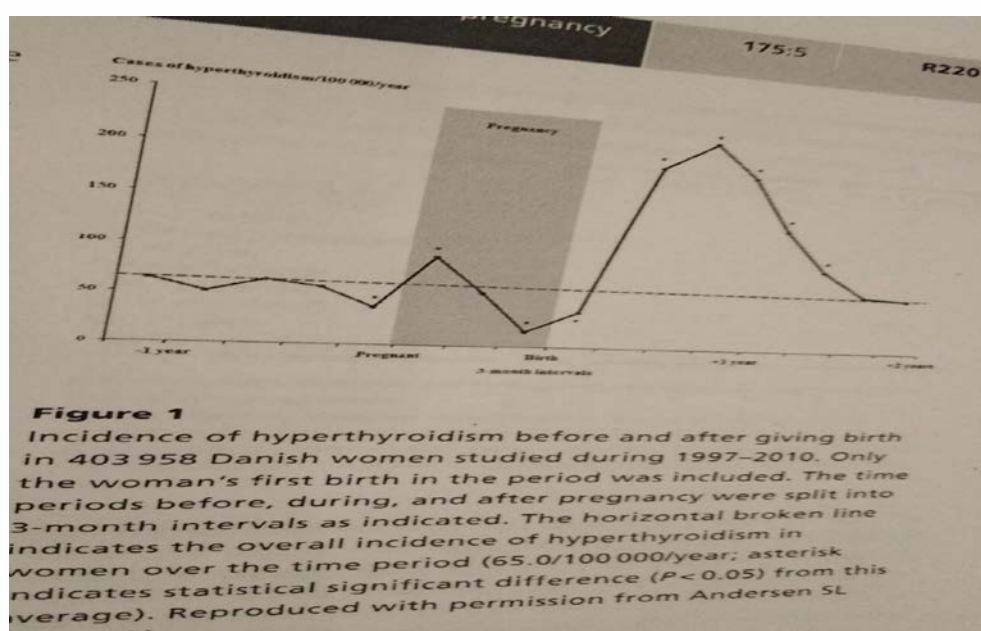 pregnancy
175:5
R220
Cases of hyperthyroidism/100 000/year
250
200
150
100
50
0
Pregnancy
-1 year
Pregnant
Birth
+1 year
+2 years
3-month intervals
Figure 1
Incidence of hyperthyroidism before and after giving birth
in 403 958 Danish women studied during 1997–2010. Only
the woman's first birth in the period was included. The time
periods before, during, and after pregnancy were split into
3-month intervals as indicated. The horizontal broken line
indicates the overall incidence of hyperthyroidism in
women over the time period (65.0/100 000/year; asterisk
ndicates statistical significant difference (P < 0.05) from this
verage). Reproduced with permission from Andersen SL